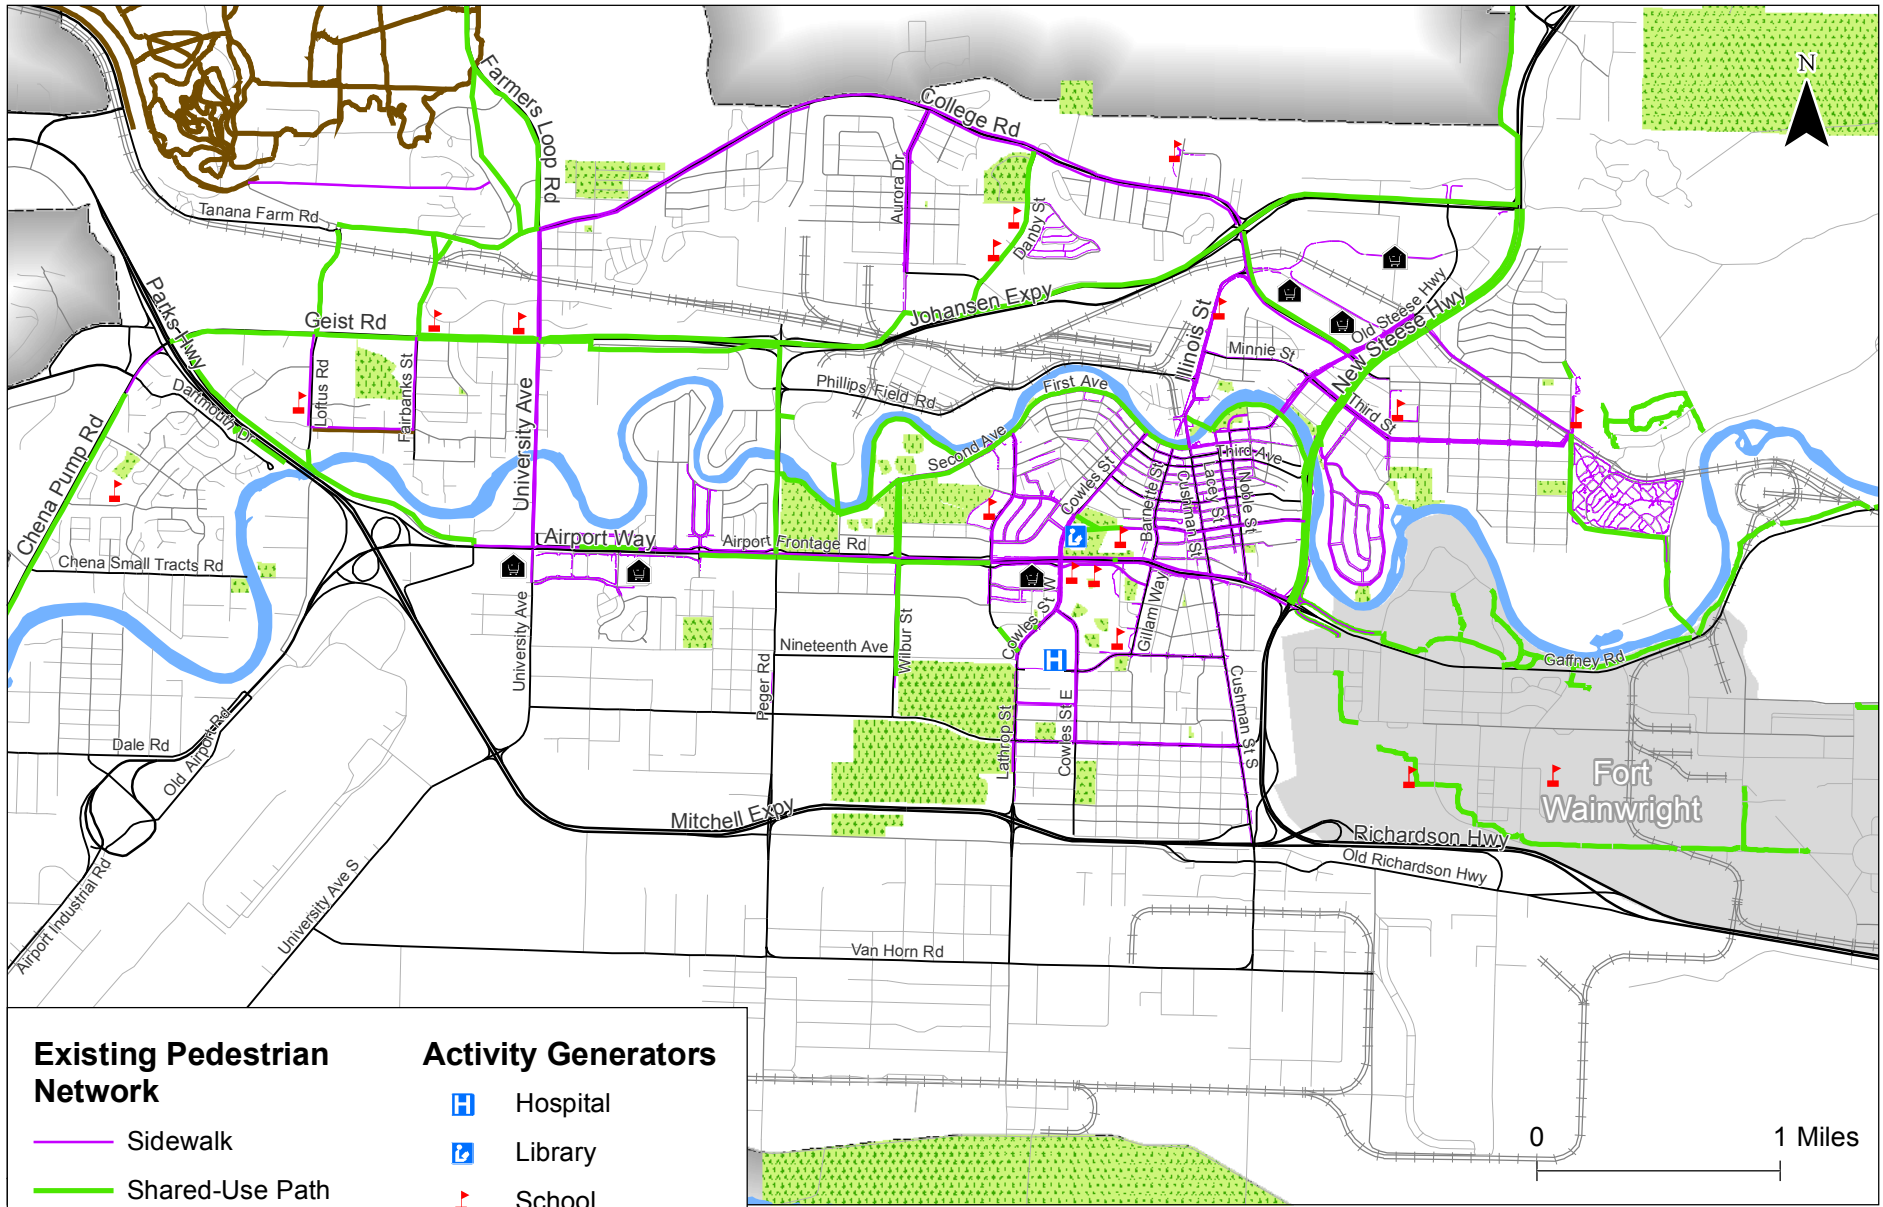 N
Farmers Loop Rd
College Rd
Aurora Dr
Danby St
Tanana Farm Rd
Parks Hwy
Geist Rd
Johansen Expy
Illinois St
Old Steese Hwy
New Steese Hwy
Minnie St
Loftus Rd
Fairbanks St
Dartmouth Dr
University Ave
Phillips Field Rd
First Ave
Second Ave
Third St
Third Ave
Chena Pump Rd
Cowles St
Barnette St
Cushman St
Lacey St
Noble St
Airport Way
Airport Frontage Rd
Chena Small Tracts Rd
University Ave
Nineteenth Ave
Wilbur St
Peger Rd
Cowles St W
Gillam Way
Gaffney Rd
Lathrop St
Cowles St E
Cushman St S
Dale Rd
Old Airport Rd
Mitchell Expy
Fort
Wainwright
Richardson Hwy
Old Richardson Hwy
Airport Industrial Rd
University Ave S
Van Horn Rd
Existing Pedestrian
Network
Sidewalk
Shared-Use Path
Activity Generators
H Hospital
Library
School
0 1 Miles